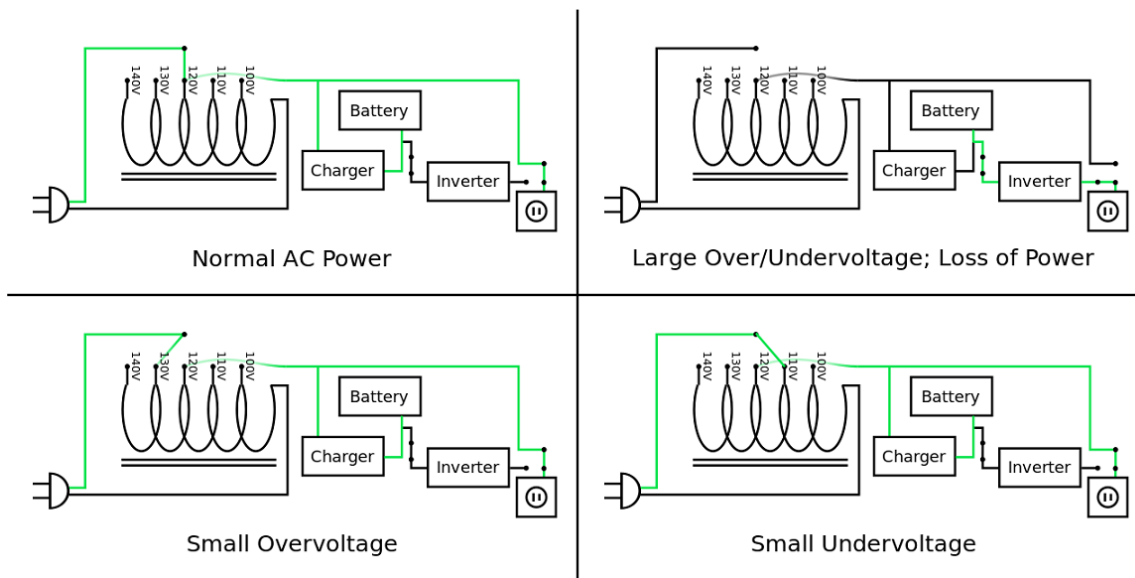 140V
130V
120V
110V
100V
Battery
Charger
Inverter
Normal AC Power
140V
130V
120V
110V
100V
Battery
Charger
Inverter
Large Over/Undervoltage; Loss of Power
140V
130V
120V
110V
100V
Battery
Charger
Inverter
Small Overvoltage
140V
130V
120V
110V
100V
Battery
Charger
Inverter
Small Undervoltage